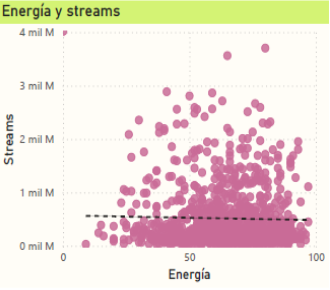 Energía y streams
4 mil M
3 mil M
2 mil M
1 mil M
0 mil M
Streams
0
50
100
Energía